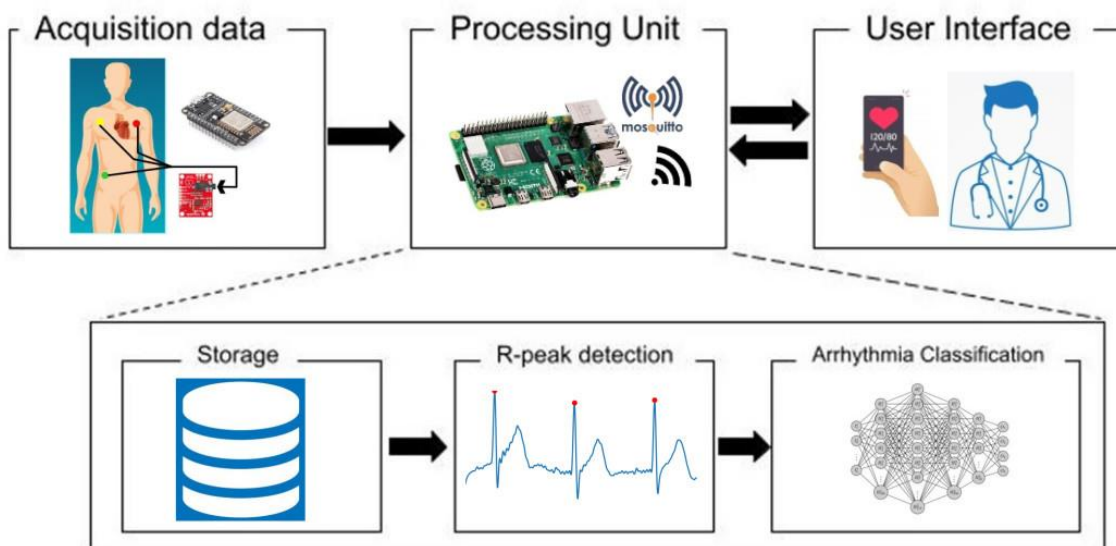 Acquisition data
Processing Unit
User Interface
mosquitto
120/80
Storage
R-peak detection
Arrhythmia Classification